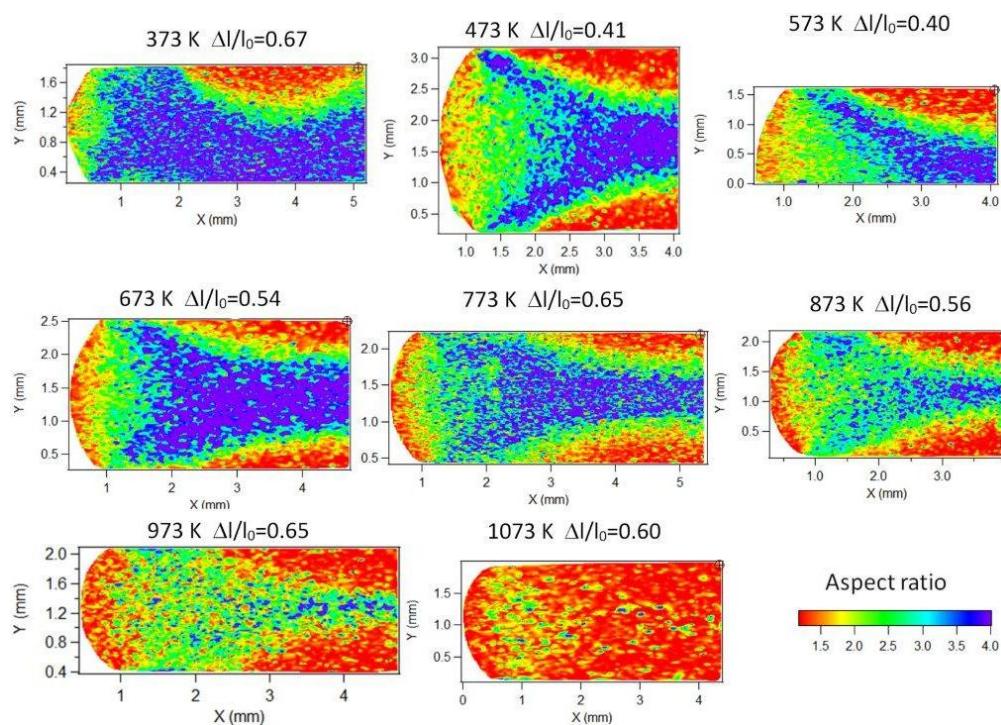 373 K Δl/l₀=0.67
473 K Δl/l₀=0.41
573 K Δl/l₀=0.40
Y (mm)
1.6
1.2
0.8
0.4
1 2 3 4 5
X (mm)
Y (mm)
3.0
2.5
2.0
1.5
1.0
0.5
1.0 1.5 2.0 2.5 3.0 3.5 4.0
X (mm)
Y (mm)
1.5
1.0
0.5
0.0
1.0 2.0 3.0 4.0
X (mm)
673 K Δl/l₀=0.54
773 K Δl/l₀=0.65
873 K Δl/l₀=0.56
Y (mm)
2.5
2.0
1.5
1.0
0.5
1 2 3 4
X (mm)
Y (mm)
2.0
1.5
1.0
0.5
1 2 3 4 5
X (mm)
Y (mm)
2.0
1.5
1.0
0.5
1.0 2.0 3.0
X (mm)
973 K Δl/l₀=0.65
1073 K Δl/l₀=0.60
Y (mm)
2.0
1.6
1.2
0.8
0.4
1 2 3 4
X (mm)
Y (mm)
1.5
1.0
0.5
0 1 2 3 4
X (mm)
Aspect ratio
1.5 2.0 2.5 3.0 3.5 4.0